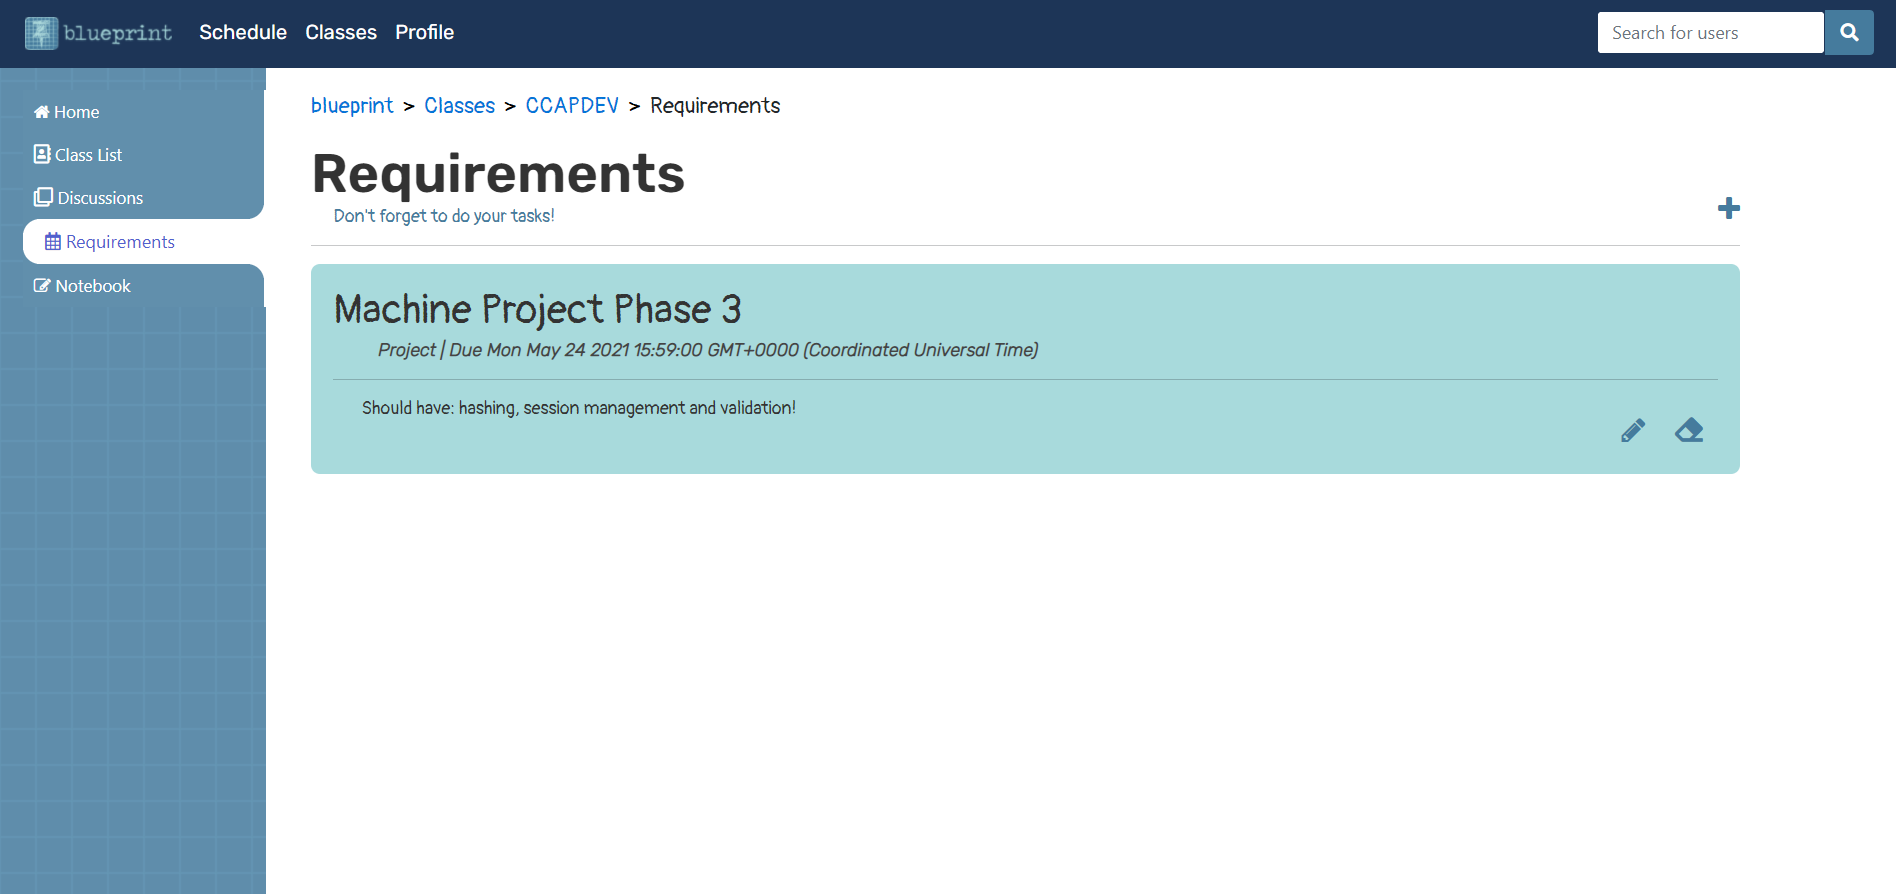 blueprint Schedule Classes Profile Search for users
Home
Class List
Discussions
Requirements
Notebook
blueprint > Classes > CCAPDEV > Requirements
Requirements
Don't forget to do your tasks!
Machine Project Phase 3
Project | Due Mon May 24 2021 15:59:00 GMT+0000 (Coordinated Universal Time)
Should have: hashing, session management and validation!